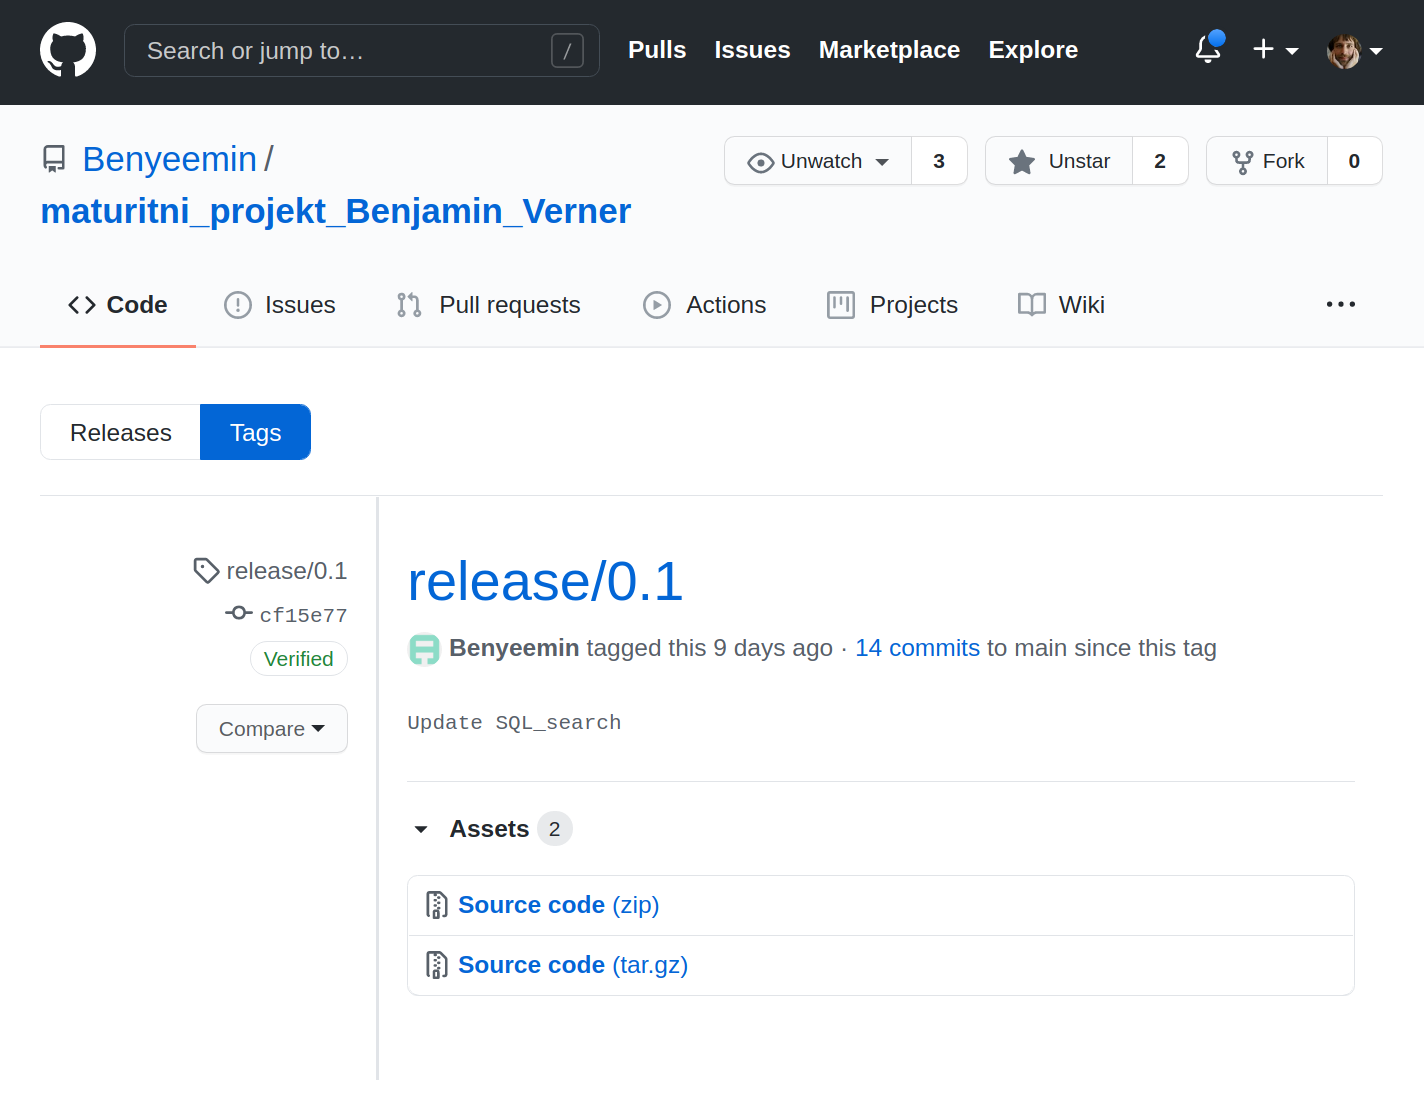 Search or jump to… / Pulls Issues Marketplace Explore
Benyeemin / Unwatch 3 Unstar 2 Fork 0
maturitni_projekt_Benjamin_Verner
Code Issues Pull requests Actions Projects Wiki
Releases Tags
release/0.1
cf15e77
Verified
Compare
release/0.1
Benyeemin tagged this 9 days ago · 14 commits to main since this tag
Update SQL_search
Assets 2
Source code (zip)
Source code (tar.gz)